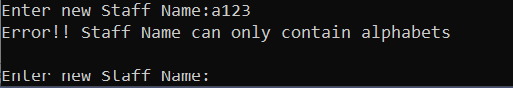 Enter new Staff Name:a123
Error!! Staff Name can only contain alphabets
Enter new Staff Name: